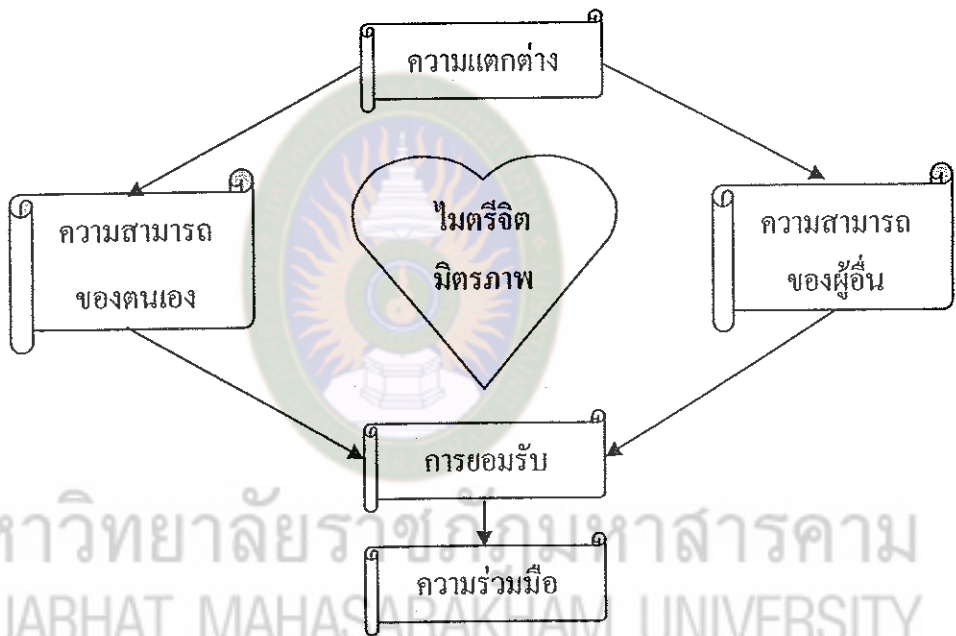 ความแตกต่าง
ความสามารถ
ของตนเอง
ไมตรีจิต
มิตรภาพ
ความสามารถ
ของผู้อื่น
การยอมรับ
ความร่วมมือ
หาวิทยาลัยราชภัฏมหาสารคาม
JABHAT MAHASARAKHAM UNIVERSITY